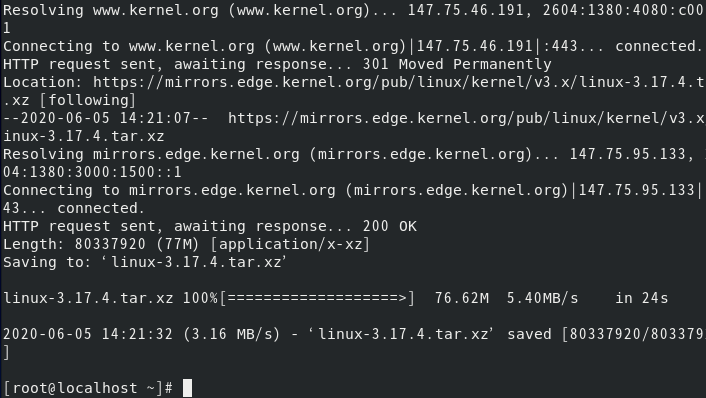 Resolving www.kernel.org (www.kernel.org)... 147.75.46.191, 2604:1380:4080:c00
1
Connecting to www.kernel.org (www.kernel.org)|147.75.46.191|:443... connected.
HTTP request sent, awaiting response... 301 Moved Permanently
Location: https://mirrors.edge.kernel.org/pub/linux/kernel/v3.x/linux-3.17.4.t
.xz [following]
--2020-06-05 14:21:07--  https://mirrors.edge.kernel.org/pub/linux/kernel/v3.x
inux-3.17.4.tar.xz
Resolving mirrors.edge.kernel.org (mirrors.edge.kernel.org)... 147.75.95.133,
04:1380:3000:1500::1
Connecting to mirrors.edge.kernel.org (mirrors.edge.kernel.org)|147.75.95.133|
43... connected.
HTTP request sent, awaiting response... 200 OK
Length: 80337920 (77M) [application/x-xz]
Saving to: ‘linux-3.17.4.tar.xz’
linux-3.17.4.tar.xz 100%[===================>]  76.62M  5.40MB/s    in 24s
2020-06-05 14:21:32 (3.16 MB/s) - ‘linux-3.17.4.tar.xz’ saved [80337920/803379
]
[root@localhost ~]#